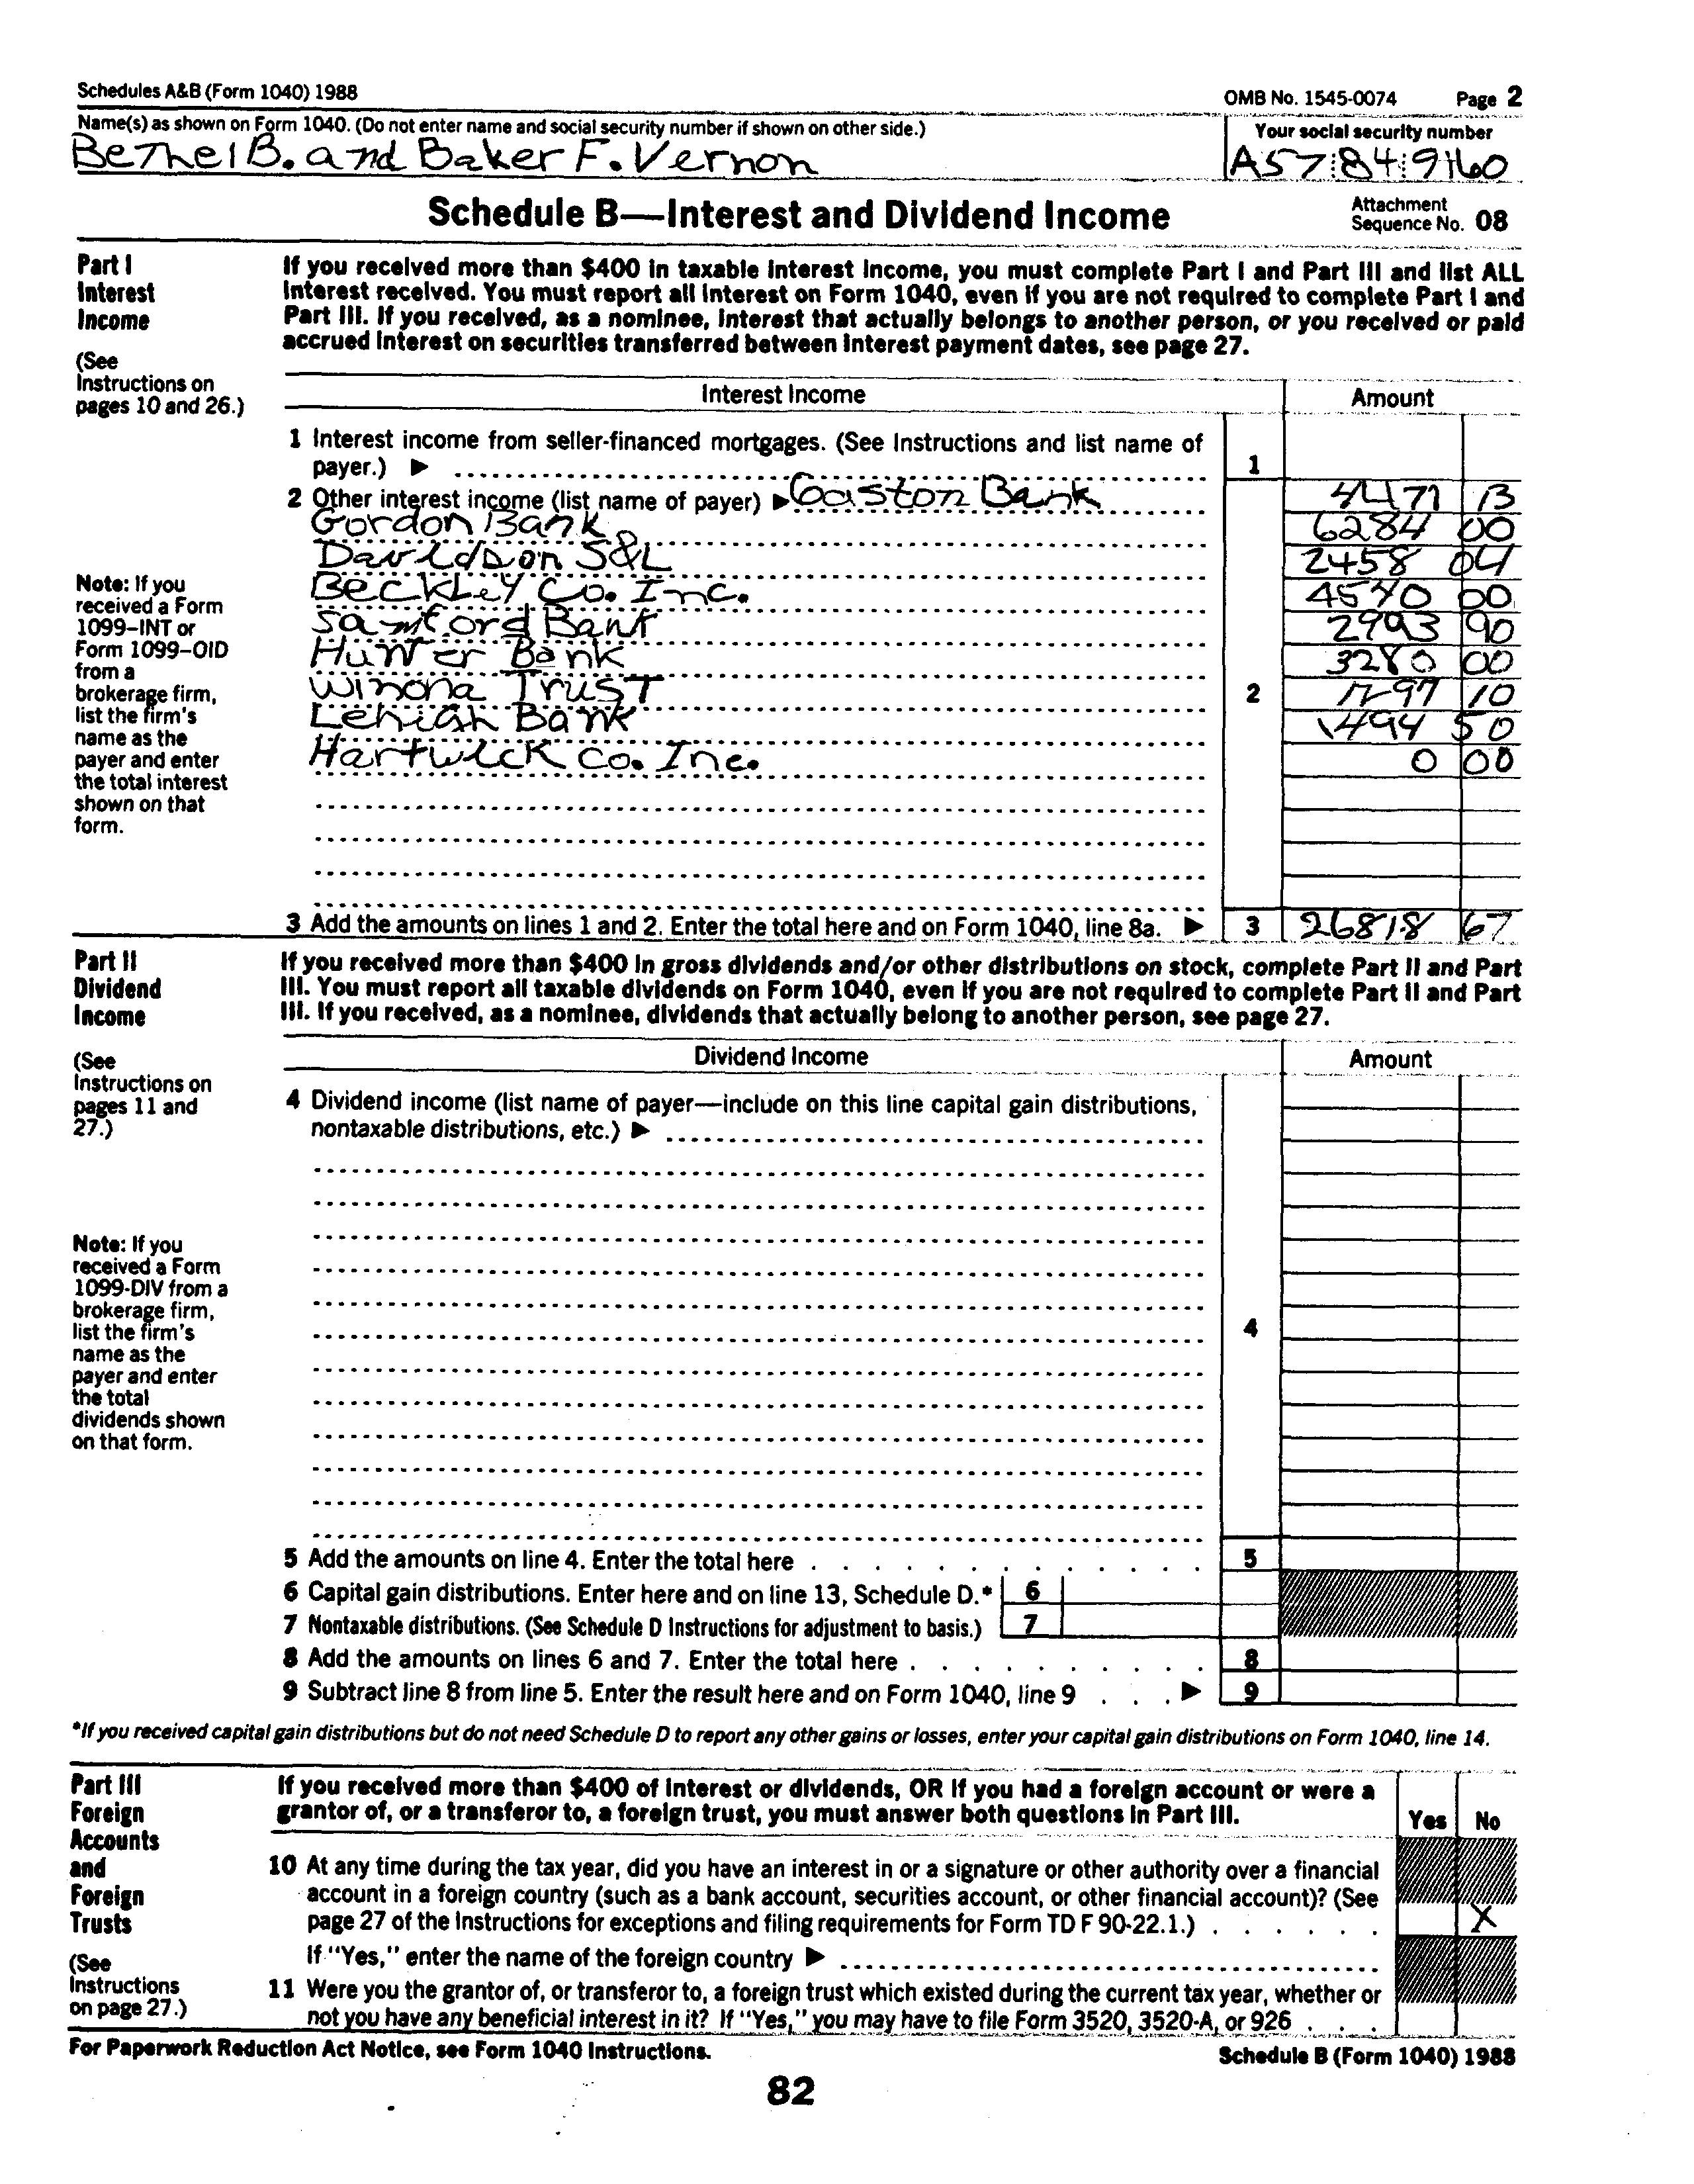 Schedules A&B (Form 1040) 1988 OMB No. 1545-0074 Page 2
Name(s) as shown on Form 1040. (Do not enter name and social security number if shown on other side.) Your social security number
Bethel B. and Baker F. Vernon A57 84 9160
Schedule B—Interest and Dividend Income Attachment Sequence No. 08
Part I
Interest
Income
(See
Instructions on
pages 10 and 26.)
If you received more than $400 in taxable interest income, you must complete Part I and Part III and list ALL
interest received. You must report all interest on Form 1040, even if you are not required to complete Part I and
Part III. If you received, as a nominee, interest that actually belongs to another person, or you received or paid
accrued interest on securities transferred between interest payment dates, see page 27.
Interest Income Amount
1 Interest income from seller-financed mortgages. (See Instructions and list name of
payer.) ▶ 1
2 Other interest income (list name of payer) ▶ Gaston Bank 4471 13
Gordon Bank 6284 00
Davidson S&L 2458 04
Beckley Co. Inc. 4540 00
Samford Bank 2993 90
Hunter Bank 3280 00
Winona Trust 10
2
Lehigh Bank 1494 50
Hartwick Co. Inc. 0 00
Note: If you
received a Form
1099–INT or
Form 1099–OID
from a
brokerage firm,
list the firm's
name as the
payer and enter
the total interest
shown on that
form.
3 Add the amounts on lines 1 and 2. Enter the total here and on Form 1040, line 8a. ▶ 3 26818 67
Part II
Dividend
Income
(See
Instructions on
pages 11 and
27.)
If you received more than $400 in gross dividends and/or other distributions on stock, complete Part II and Part
III. You must report all taxable dividends on Form 1040, even if you are not required to complete Part II and Part
III. If you received, as a nominee, dividends that actually belong to another person, see page 27.
Dividend Income Amount
4 Dividend income (list name of payer—include on this line capital gain distributions,
nontaxable distributions, etc.) ▶
Note: If you
received a Form
1099-DIV from a
brokerage firm,
list the firm's
name as the
payer and enter
the total
dividends shown
on that form.
4
5 Add the amounts on line 4. Enter the total here 5
6 Capital gain distributions. Enter here and on line 13, Schedule D.* 6
7 Nontaxable distributions. (See Schedule D Instructions for adjustment to basis.) 7
8 Add the amounts on lines 6 and 7. Enter the total here 8
9 Subtract line 8 from line 5. Enter the result here and on Form 1040, line 9 ▶ 9
*If you received capital gain distributions but do not need Schedule D to report any other gains or losses, enter your capital gain distributions on Form 1040, line 14.
Part III
Foreign
Accounts
and
Foreign
Trusts
(See
Instructions
on page 27.)
If you received more than $400 of interest or dividends, OR if you had a foreign account or were a
grantor of, or a transferor to, a foreign trust, you must answer both questions in Part III. Yes No
10 At any time during the tax year, did you have an interest in or a signature or other authority over a financial
account in a foreign country (such as a bank account, securities account, or other financial account)? (See
page 27 of the Instructions for exceptions and filing requirements for Form TD F 90-22.1.) X
If "Yes," enter the name of the foreign country ▶
11 Were you the grantor of, or transferor to, a foreign trust which existed during the current tax year, whether or
not you have any beneficial interest in it? If "Yes," you may have to file Form 3520, 3520-A, or 926
For Paperwork Reduction Act Notice, see Form 1040 Instructions. Schedule B (Form 1040) 1988
82